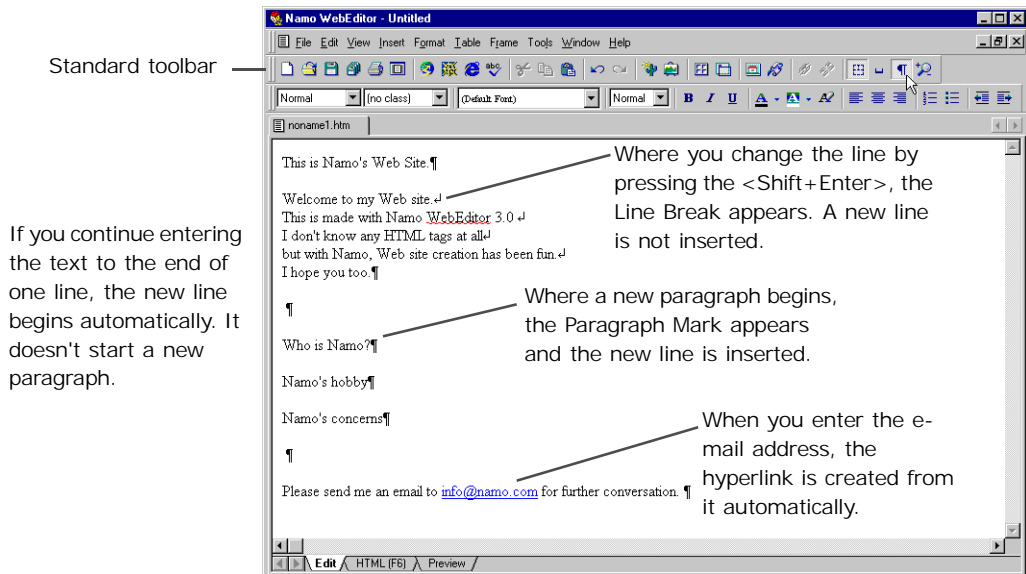 Namo WebEditor - Untitled
File Edit View Insert Format Table Frame Tools Window Help
Standard toolbar
abc
Normal (no class) (Default Font) Normal B I U A A A
noname1.htm
This is Namo's Web Site.¶
Welcome to my Web site.↵
This is made with Namo WebEditor 3.0 ↵
I don't know any HTML tags at all↵
but with Namo, Web site creation has been fun.↵
I hope you too.¶
¶
Who is Namo?¶
Namo's hobby¶
Namo's concerns¶
¶
Please send me an email to info@namo.com for further conversation. ¶
Where you change the line by
pressing the <Shift+Enter>, the
Line Break appears. A new line
is not inserted.
If you continue entering
the text to the end of
one line, the new line
begins automatically. It
doesn't start a new
paragraph.
Where a new paragraph begins,
the Paragraph Mark appears
and the new line is inserted.
When you enter the e-
mail address, the
hyperlink is created from
it automatically.
Edit HTML (F6) Preview